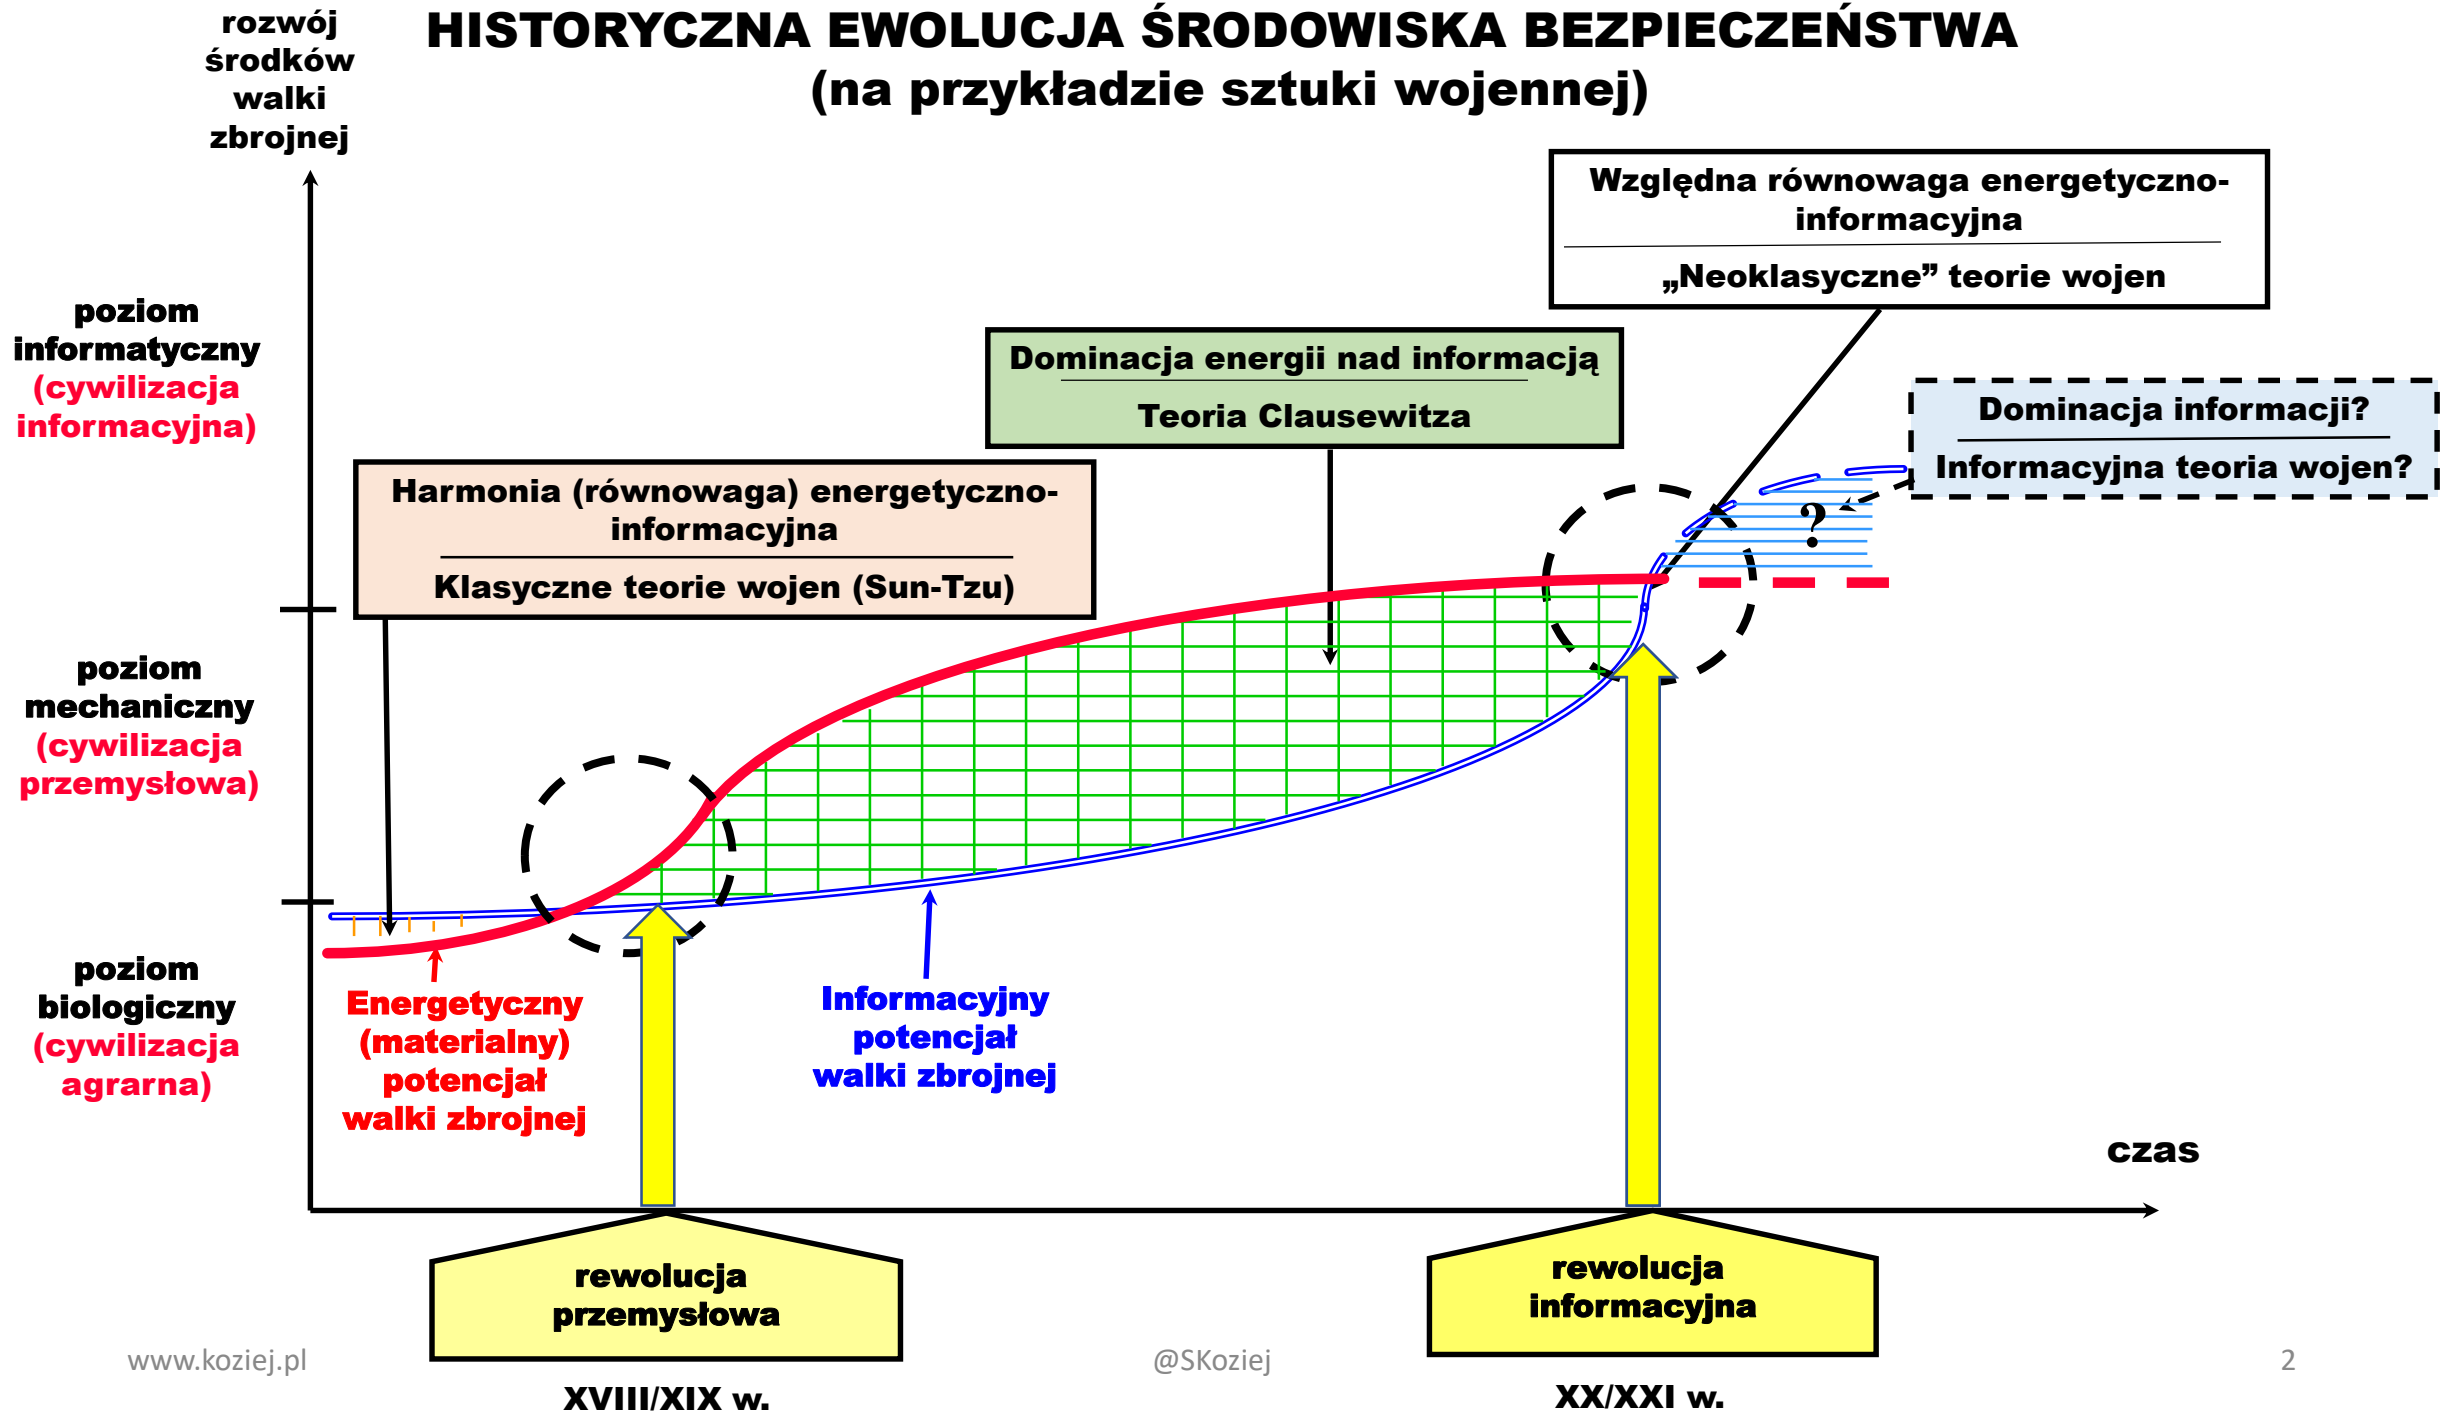 HISTORYCZNA EWOLUCJA ŚRODOWISKA BEZPIECZEŃSTWA
(na przykładzie sztuki wojennej)
rozwój
środków
walki
zbrojnej
Względna równowaga energetyczno-
informacyjna
„Neoklasyczne” teorie wojen
poziom
informatyczny
(cywilizacja
informacyjna)
Dominacja energii nad informacją
Teoria Clausewitza
Dominacja informacji?
Informacyjna teoria wojen?
Harmonia (równowaga) energetyczno-
informacyjna
Klasyczne teorie wojen (Sun-Tzu)
?
poziom
mechaniczny
(cywilizacja
przemysłowa)
poziom
biologiczny
(cywilizacja
agrarna)
Energetyczny
(materialny)
potencjał
walki zbrojnej
Informacyjny
potencjał
walki zbrojnej
czas
rewolucja
przemysłowa
rewolucja
informacyjna
www.koziej.pl
@SKoziej
2
XVIII/XIX w.
XX/XXI w.